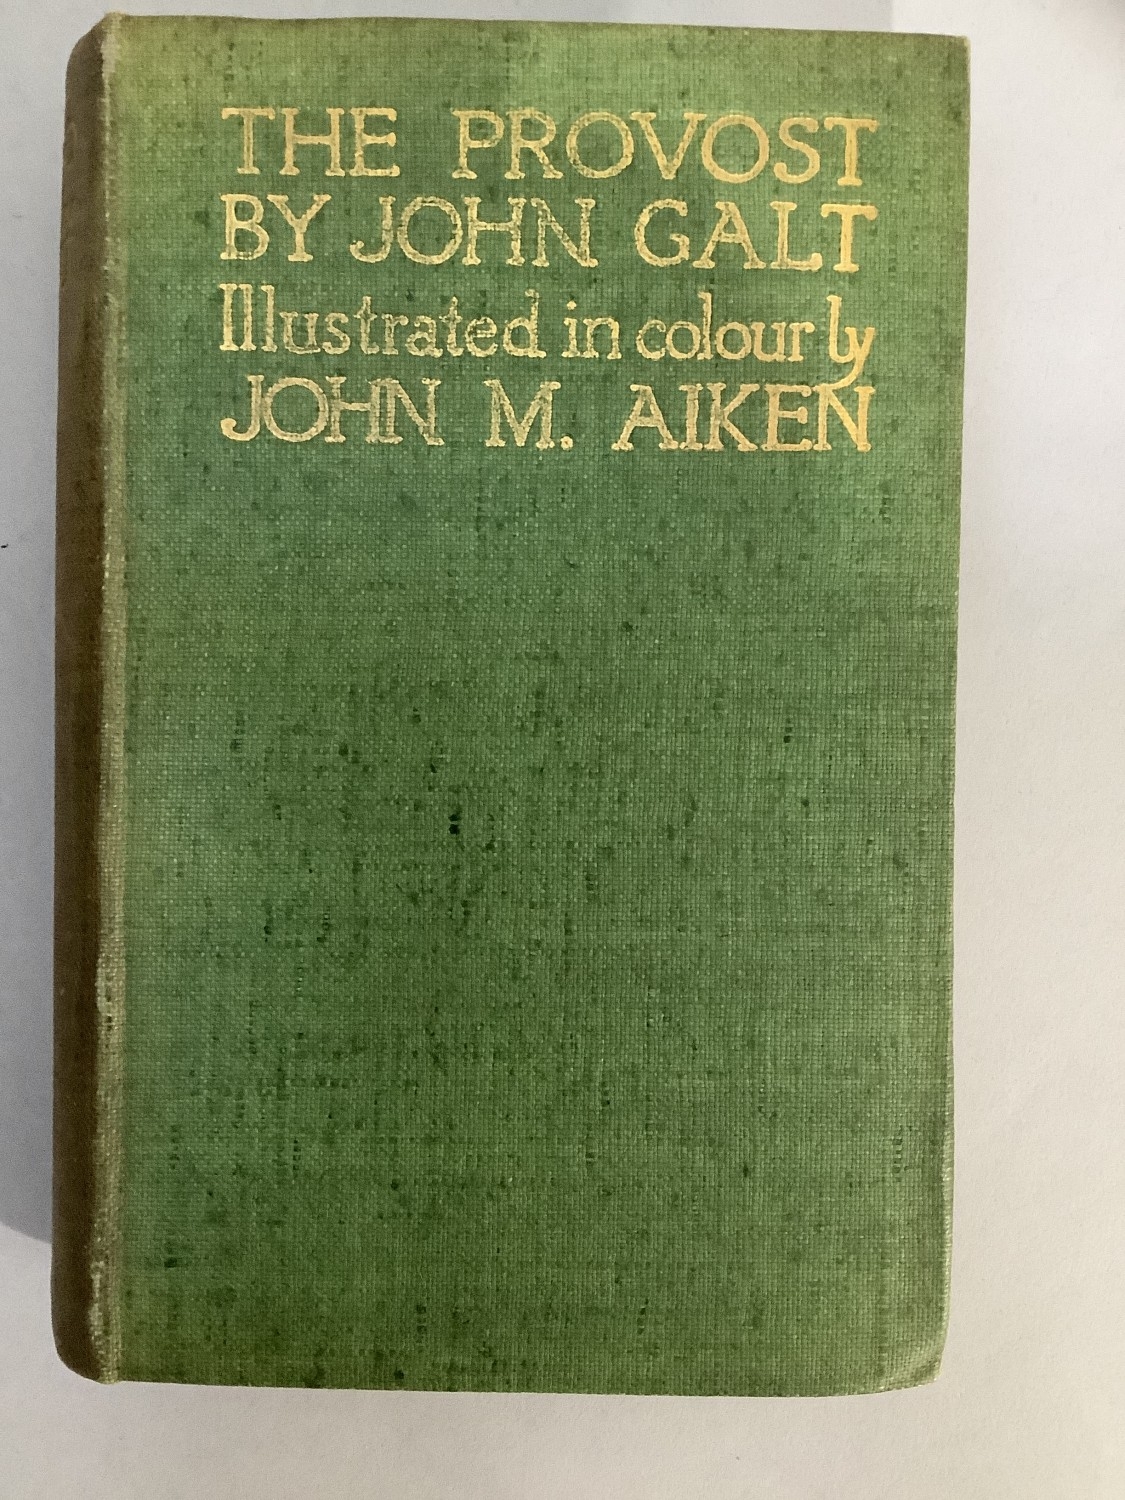 THE PROVOST
BY JOHN GALT
Illustrated in colour by
JOHN M. AIKEN